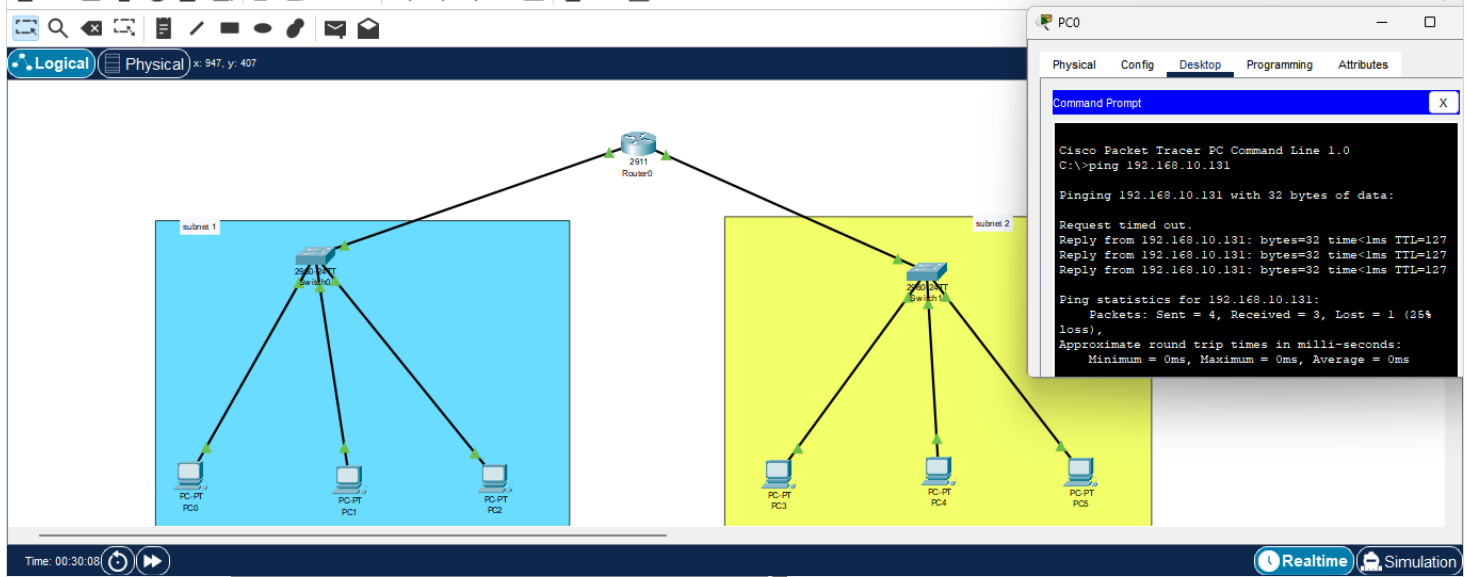 Logical
Physical
x: 947, y: 407
2911
Router0
subnet 1
2960-24TT
Switch0
PC-PT
PC0
PC-PT
PC1
PC-PT
PC2
subnet 2
2960-24TT
Switch1
PC-PT
PC3
PC-PT
PC4
PC-PT
PC5
PC0
Physical Config Desktop Programming Attributes
Command Prompt
X
Cisco Packet Tracer PC Command Line 1.0
C:\>ping 192.168.10.131
Pinging 192.168.10.131 with 32 bytes of data:
Request timed out.
Reply from 192.168.10.131: bytes=32 time<1ms TTL=127
Reply from 192.168.10.131: bytes=32 time<1ms TTL=127
Reply from 192.168.10.131: bytes=32 time<1ms TTL=127
Ping statistics for 192.168.10.131:
Packets: Sent = 4, Received = 3, Lost = 1 (25%
loss),
Approximate round trip times in milli-seconds:
Minimum = 0ms, Maximum = 0ms, Average = 0ms
Time: 00:30:08
Realtime
Simulation